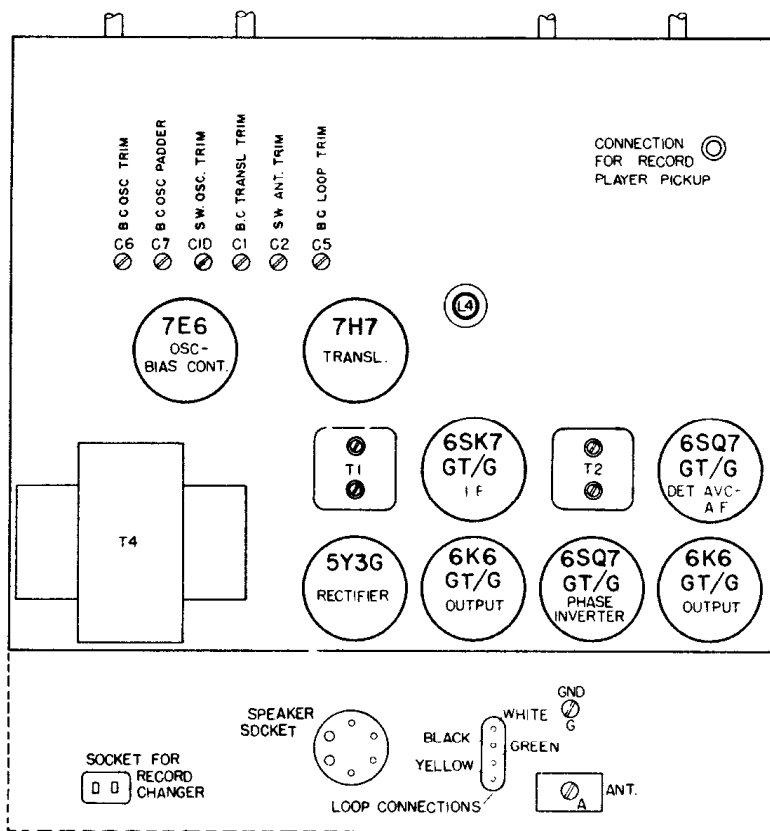 B C OSC TRIM
B C OSC PADDER
SW. OSC. TRIM
B.C TRANSL TRIM
SW ANT. TRIM
B C LOOP TRIM
C6 C7 C1D C1 C2 C5
CONNECTION
FOR RECORD
PLAYER PICKUP
L4
7E6
OSC-
BIAS CONT.
7H7
TRANSL.
T1
6SK7
GT/G
I F
T2
6SQ7
GT/G
DET AVC-
A F
T4
5Y3G
RECTIFIER
6K6
GT/G
OUTPUT
6SQ7
GT/G
PHASE
INVERTER
6K6
GT/G
OUTPUT
SPEAKER
SOCKET
SOCKET FOR
RECORD
CHANGER
WHITE
BLACK
GREEN
YELLOW
LOOP CONNECTIONS
GND
G
ANT.
A